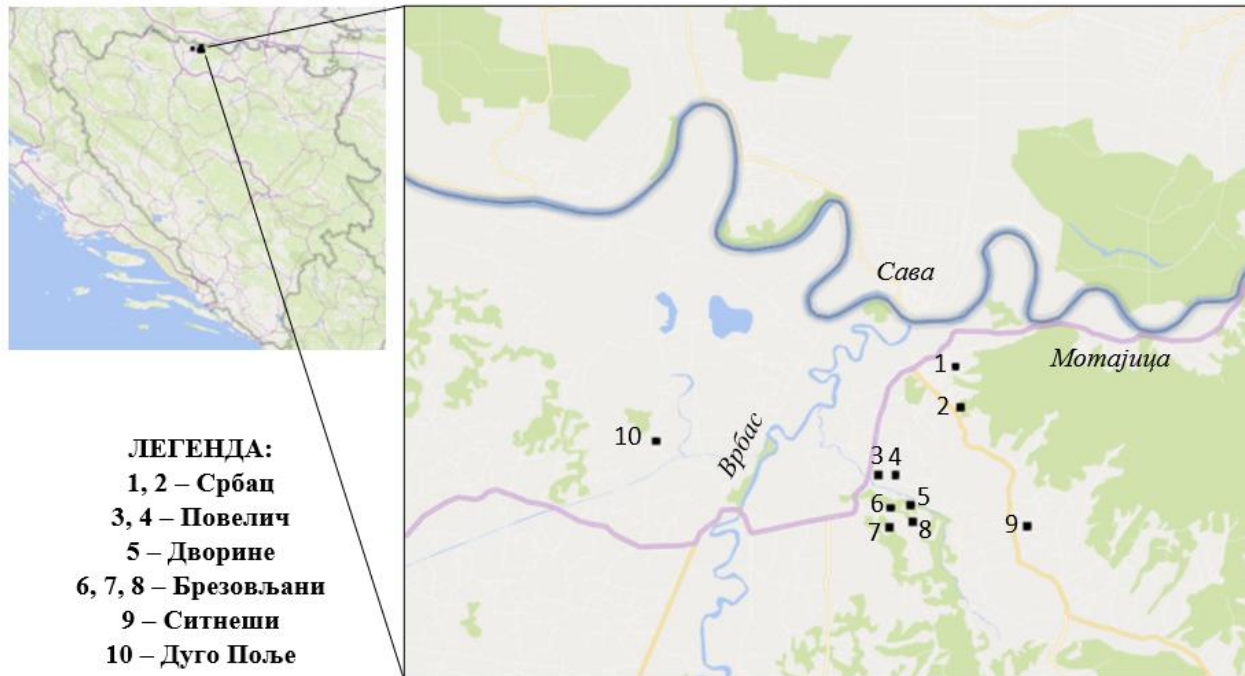 ЛЕГЕНДА:
1, 2 – Србац
3, 4 – Повелич
5 – Дворине
6, 7, 8 – Брезовљани
9 – Ситнеши
10 – Дуго Поље
Сава
Мотајица
Врбас
1
2
3 4
5
6
7
8
9
10